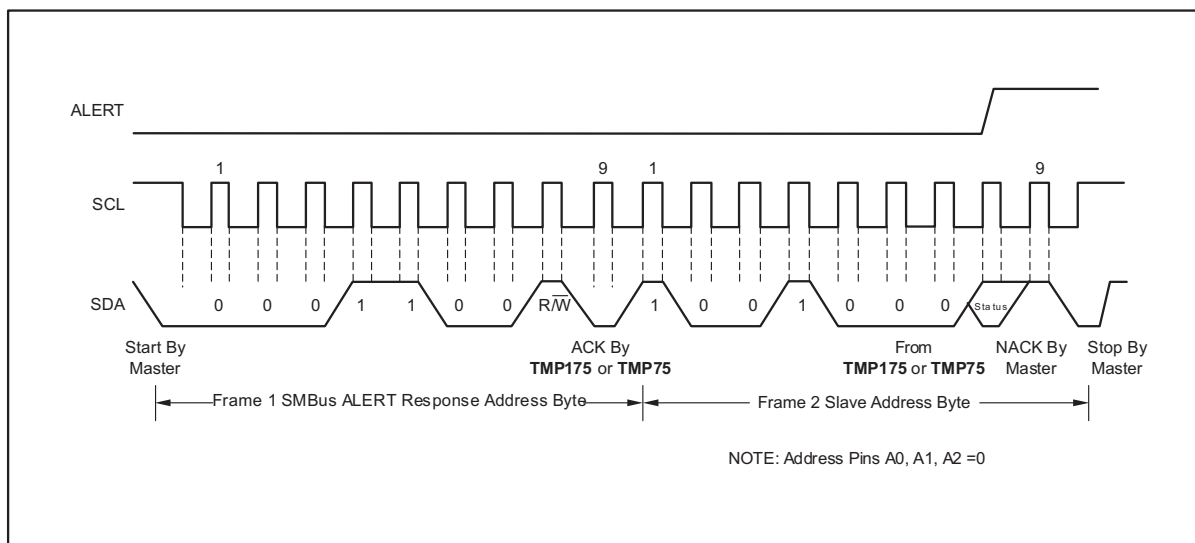 ALERT
1 9 1 9
SCL
SDA
0 0 0 1 1 0 0 R/W̅ 1 0 0 1 0 0 0 Status
Start By
Master
ACK By
TMP175 or TMP75
From
TMP175 or TMP75
NACK By
Master
Stop By
Master
Frame 1 SMBus ALERT Response Address Byte
Frame 2 Slave Address Byte
NOTE: Address Pins A0, A1, A2 =0